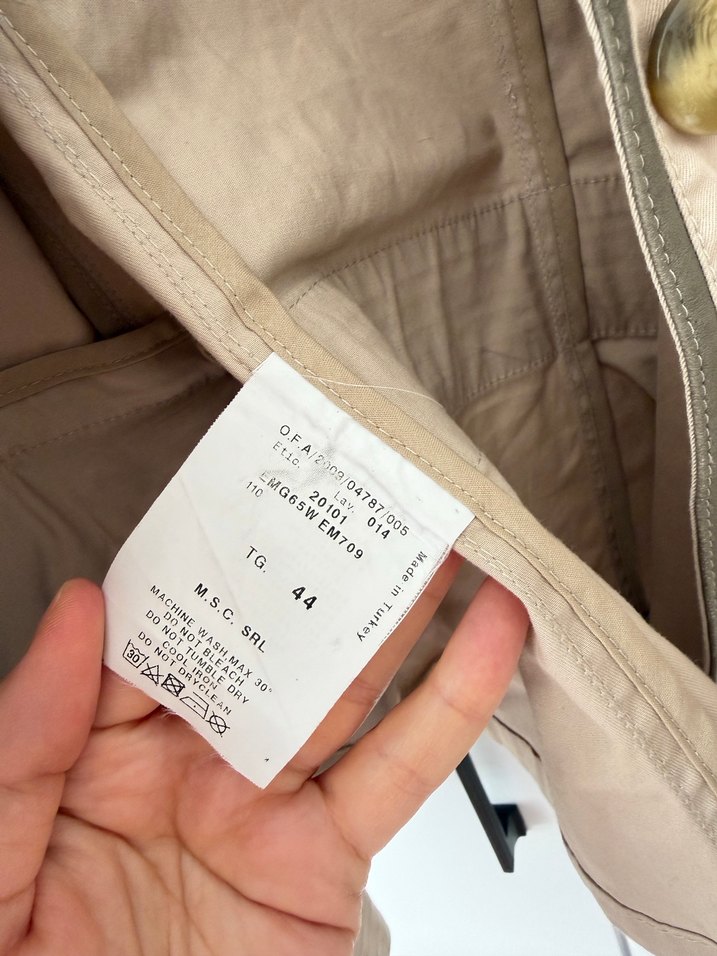 O.F.A/2009/04787/005
Etic. Lav.
20101 014
EMG65W EM709
110
TG. 44
Made in Turkey
M.S.C. SRL
MACHINE WASH MAX 30°
DO NOT BLEACH
DO NOT TUMBLE DRY
COOL IRON
DO NOT DRYCLEAN
30